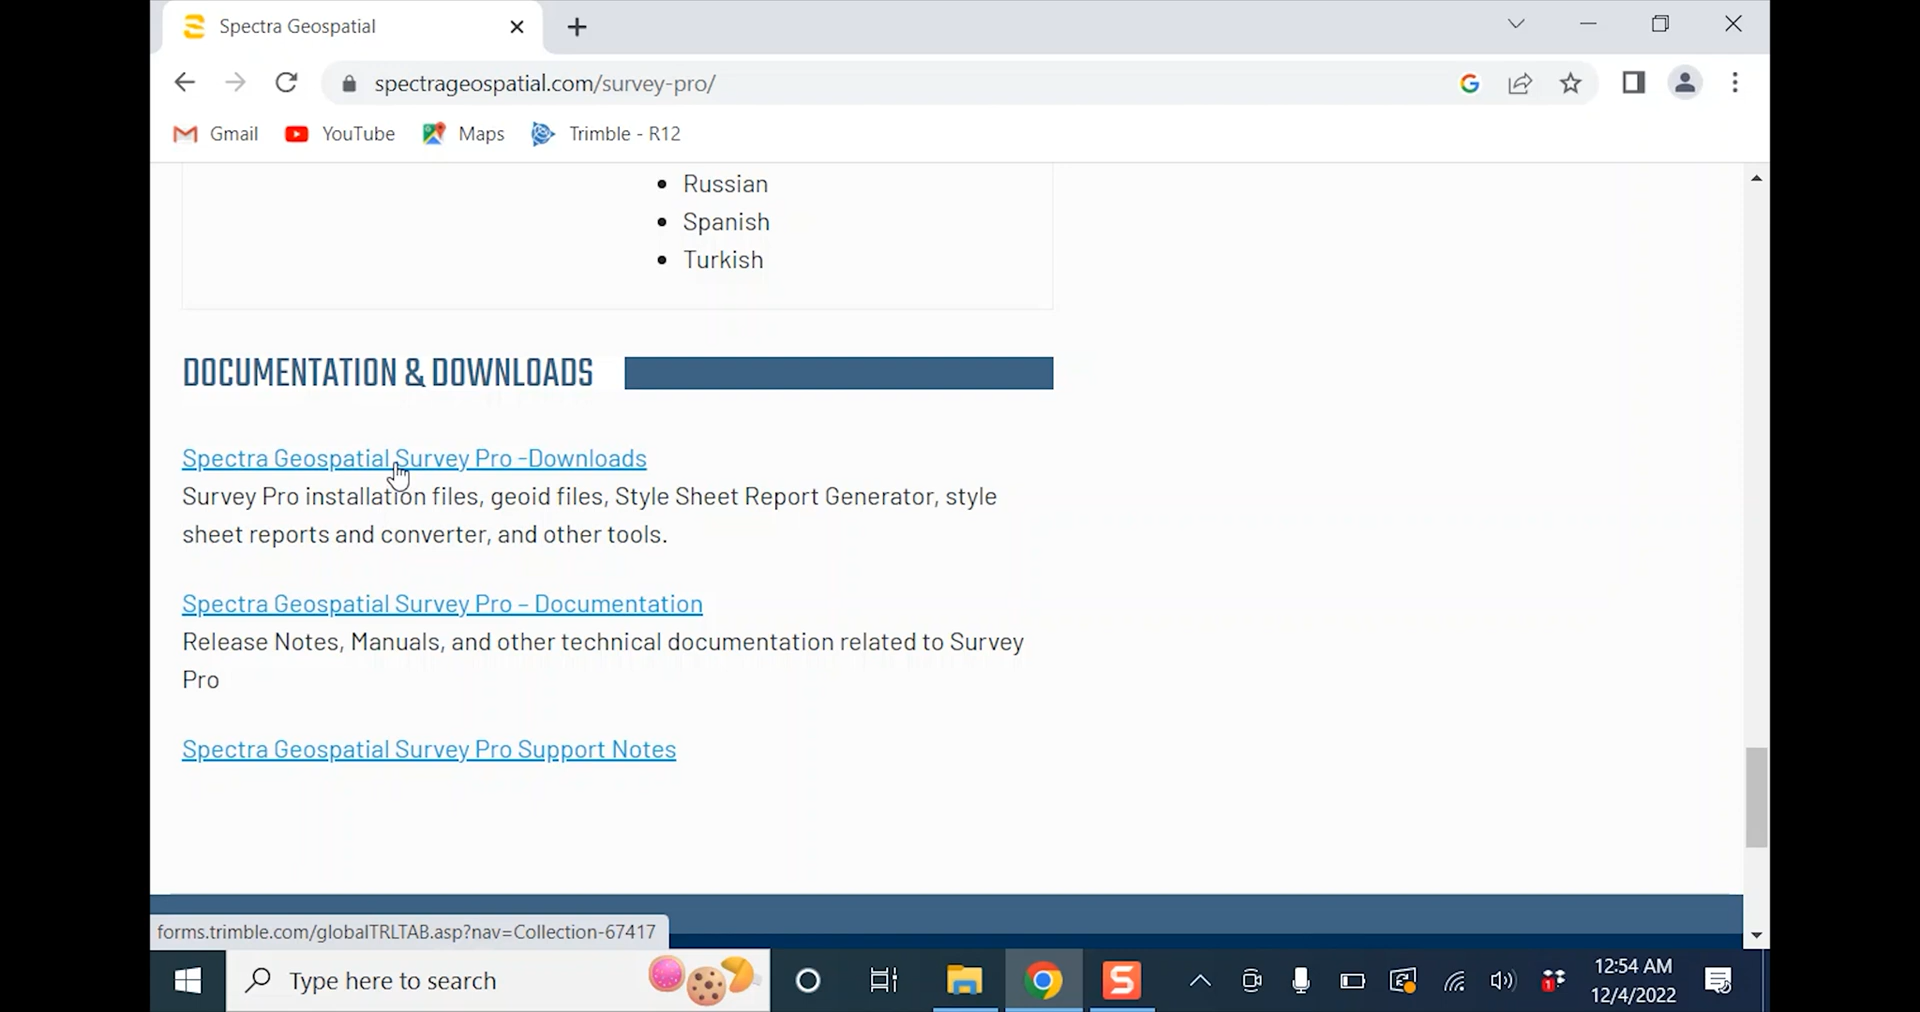 Spectra Geospatial
spectrageospatial.com/survey-pro/
Gmail YouTube Maps Trimble - R12
Russian
Spanish
Turkish
DOCUMENTATION & DOWNLOADS
Spectra Geospatial Survey Pro -Downloads
Survey Pro installation files, geoid files, Style Sheet Report Generator, style
sheet reports and converter, and other tools.
Spectra Geospatial Survey Pro – Documentation
Release Notes, Manuals, and other technical documentation related to Survey
Pro
Spectra Geospatial Survey Pro Support Notes
forms.trimble.com/globalTRLTAB.asp?nav=Collection-67417
Type here to search
12:54 AM
12/4/2022